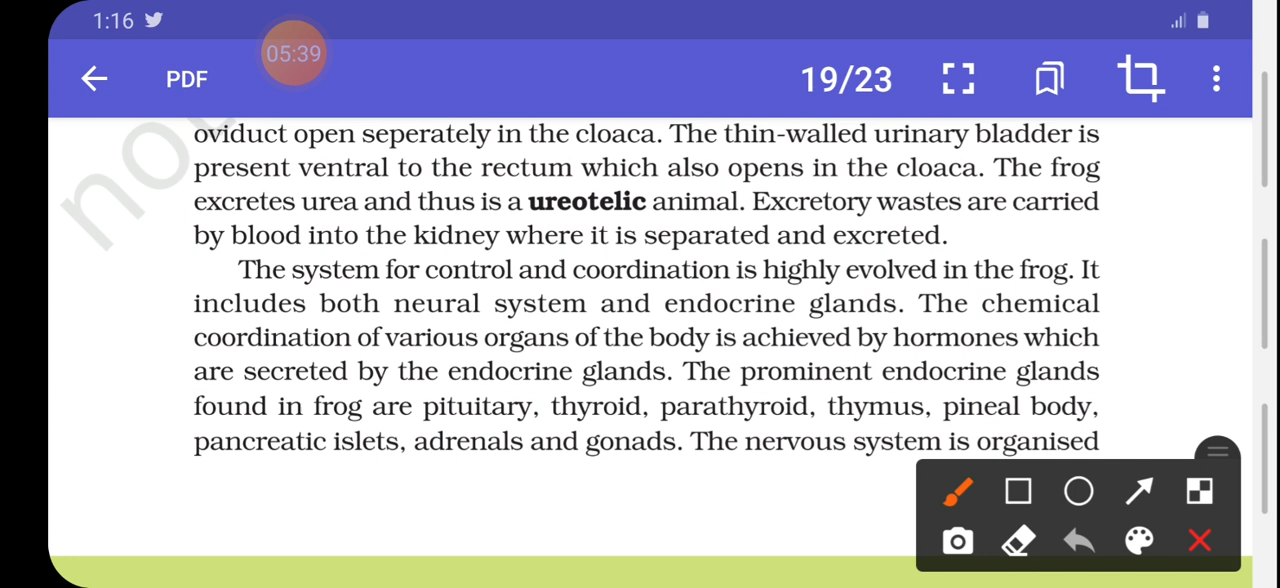 1:16
05:39
PDF
19/23
oviduct open seperately in the cloaca. The thin-walled urinary bladder is
present ventral to the rectum which also opens in the cloaca. The frog
excretes urea and thus is a ureotelic animal. Excretory wastes are carried
by blood into the kidney where it is separated and excreted.
The system for control and coordination is highly evolved in the frog. It
includes both neural system and endocrine glands. The chemical
coordination of various organs of the body is achieved by hormones which
are secreted by the endocrine glands. The prominent endocrine glands
found in frog are pituitary, thyroid, parathyroid, thymus, pineal body,
pancreatic islets, adrenals and gonads. The nervous system is organised